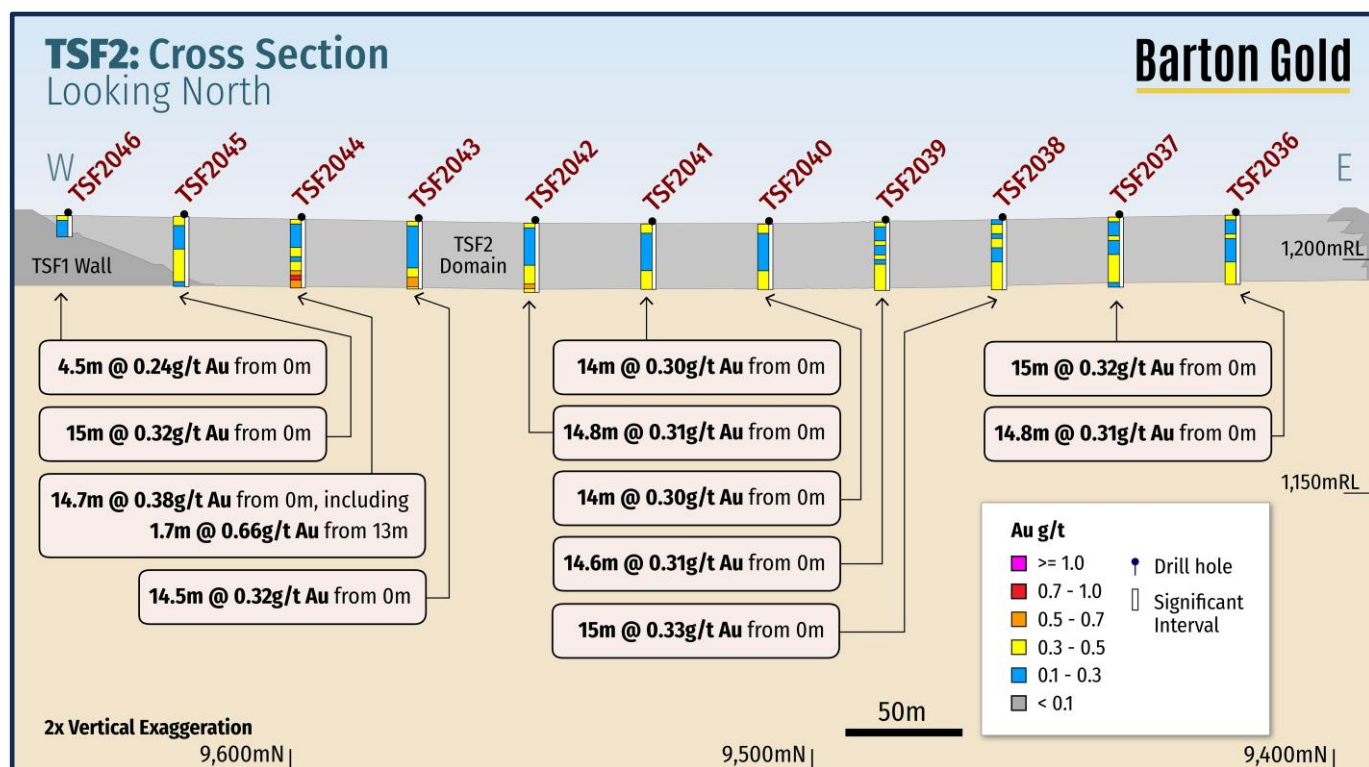 TSF2: Cross Section
Looking North
Barton Gold
W
E
TSF2046
TSF2045
TSF2044
TSF2043
TSF2042
TSF2041
TSF2040
TSF2039
TSF2038
TSF2037
TSF2036
TSF1 Wall
TSF2
Domain
1,200mRL
4.5m @ 0.24g/t Au from 0m
15m @ 0.32g/t Au from 0m
14.7m @ 0.38g/t Au from 0m, including
1.7m @ 0.66g/t Au from 13m
14.5m @ 0.32g/t Au from 0m
14m @ 0.30g/t Au from 0m
14.8m @ 0.31g/t Au from 0m
14m @ 0.30g/t Au from 0m
14.6m @ 0.31g/t Au from 0m
15m @ 0.33g/t Au from 0m
15m @ 0.32g/t Au from 0m
14.8m @ 0.31g/t Au from 0m
1,150mRL
Au g/t
>= 1.0
0.7 - 1.0
0.5 - 0.7
0.3 - 0.5
0.1 - 0.3
< 0.1
Drill hole
Significant
Interval
50m
2x Vertical Exaggeration
9,600mN
9,500mN
9,400mN